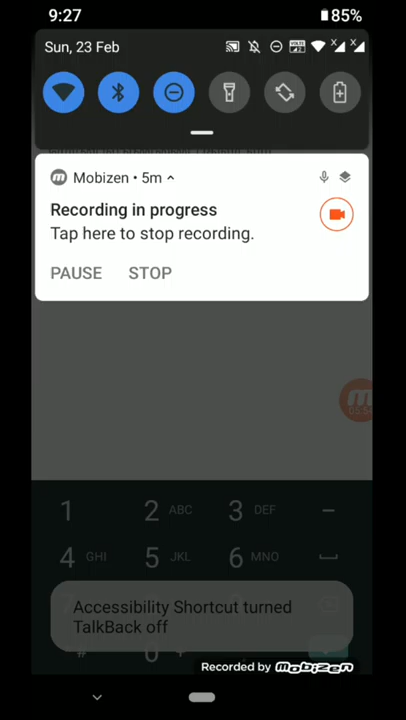 9:27
85%
Sun, 23 Feb
Mobizen • 5m
Recording in progress
Tap here to stop recording.
PAUSE STOP
1
2 ABC
3 DEF
4 GHI
5 JKL
6 MNO
Accessibility Shortcut turned
TalkBack off
#
0 +
Recorded by mobizen